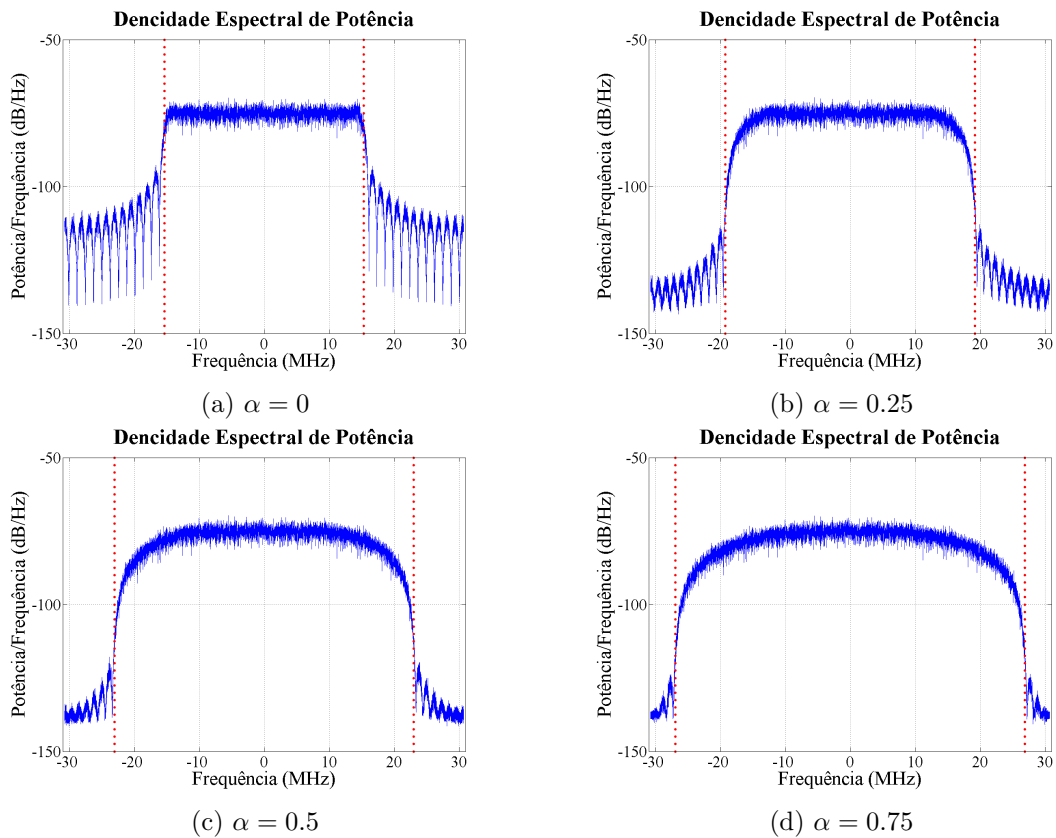 Dencidade Espectral de Potência
Potência/Frequência (dB/Hz)
-50
-100
-150
-30 -20 -10 0 10 20 30
Frequência (MHz)
(a) α = 0
Dencidade Espectral de Potência
Potência/Frequência (dB/Hz)
-50
-100
-150
-30 -20 -10 0 10 20 30
Frequência (MHz)
(b) α = 0.25
Dencidade Espectral de Potência
Potência/Frequência (dB/Hz)
-50
-100
-150
-30 -20 -10 0 10 20 30
Frequência (MHz)
(c) α = 0.5
Dencidade Espectral de Potência
Potência/Frequência (dB/Hz)
-50
-100
-150
-30 -20 -10 0 10 20 30
Frequência (MHz)
(d) α = 0.75